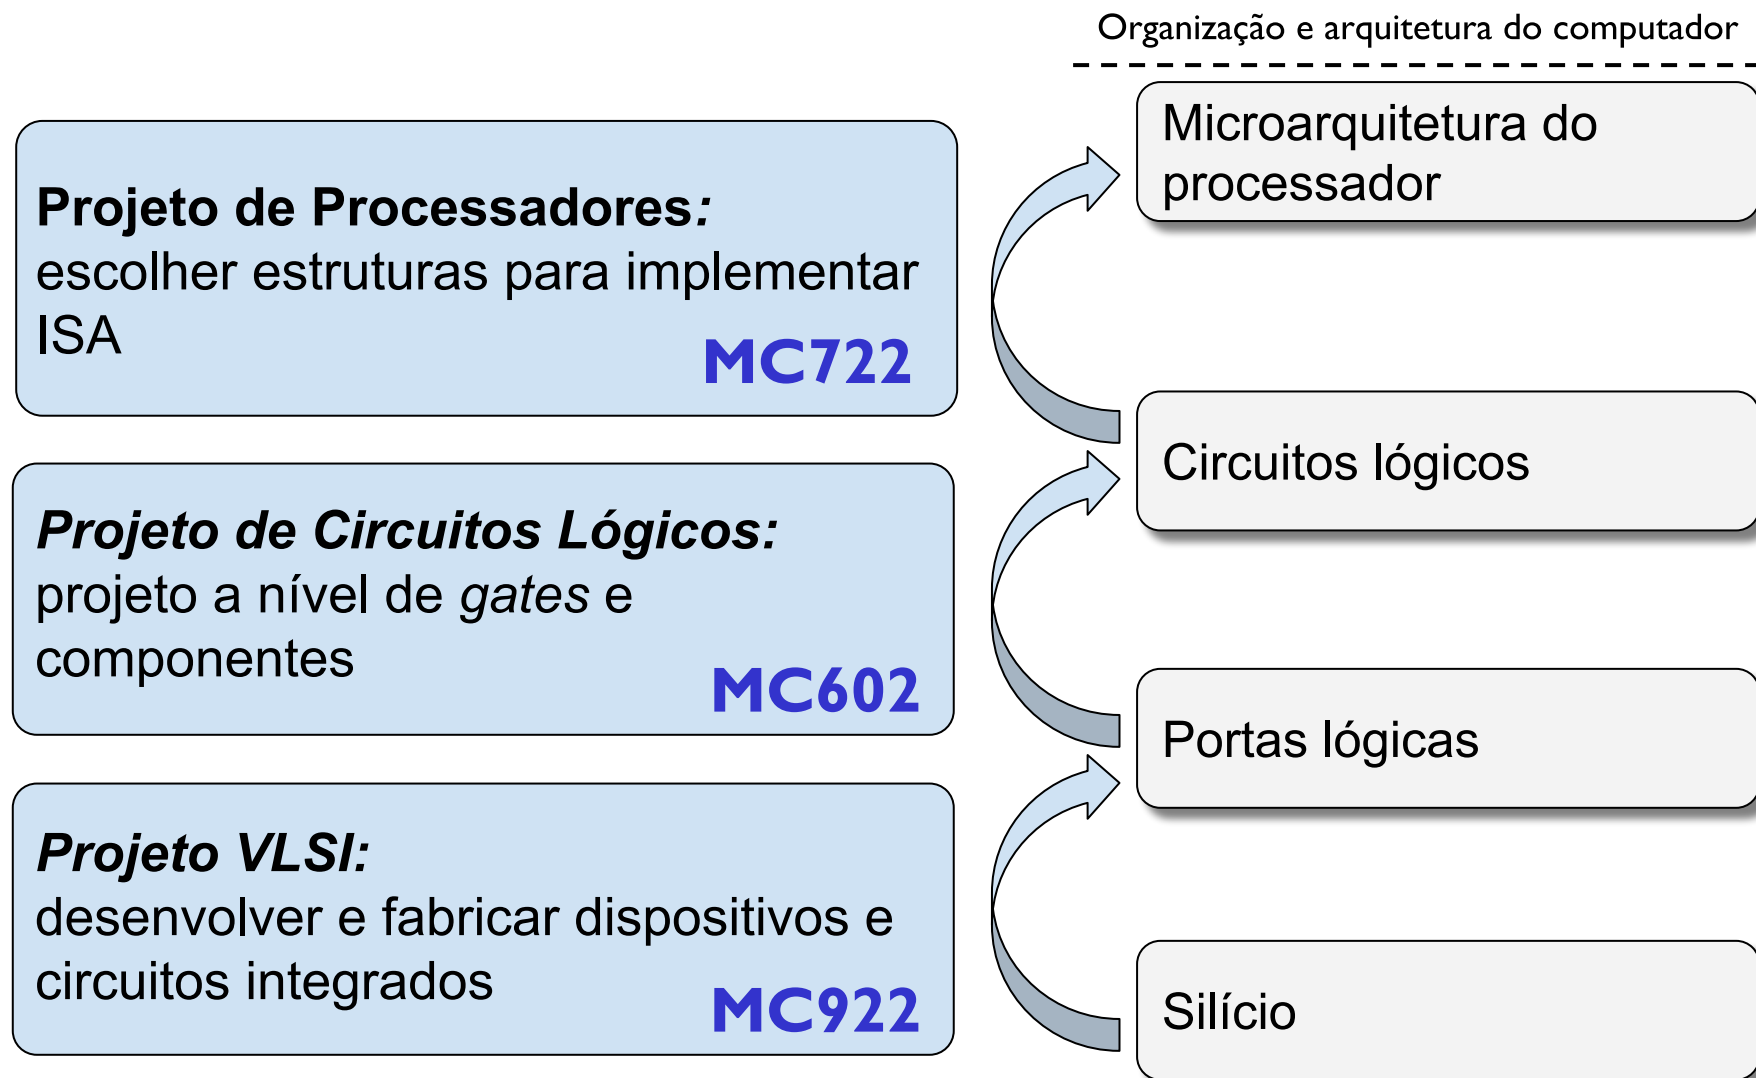 Organização e arquitetura do computador
Projeto de Processadores:
escolher estruturas para implementar
ISA
MC722
Projeto de Circuitos Lógicos:
projeto a nível de gates e
componentes
MC602
Projeto VLSI:
desenvolver e fabricar dispositivos e
circuitos integrados
MC922
Microarquitetura do
processador
Circuitos lógicos
Portas lógicas
Silício